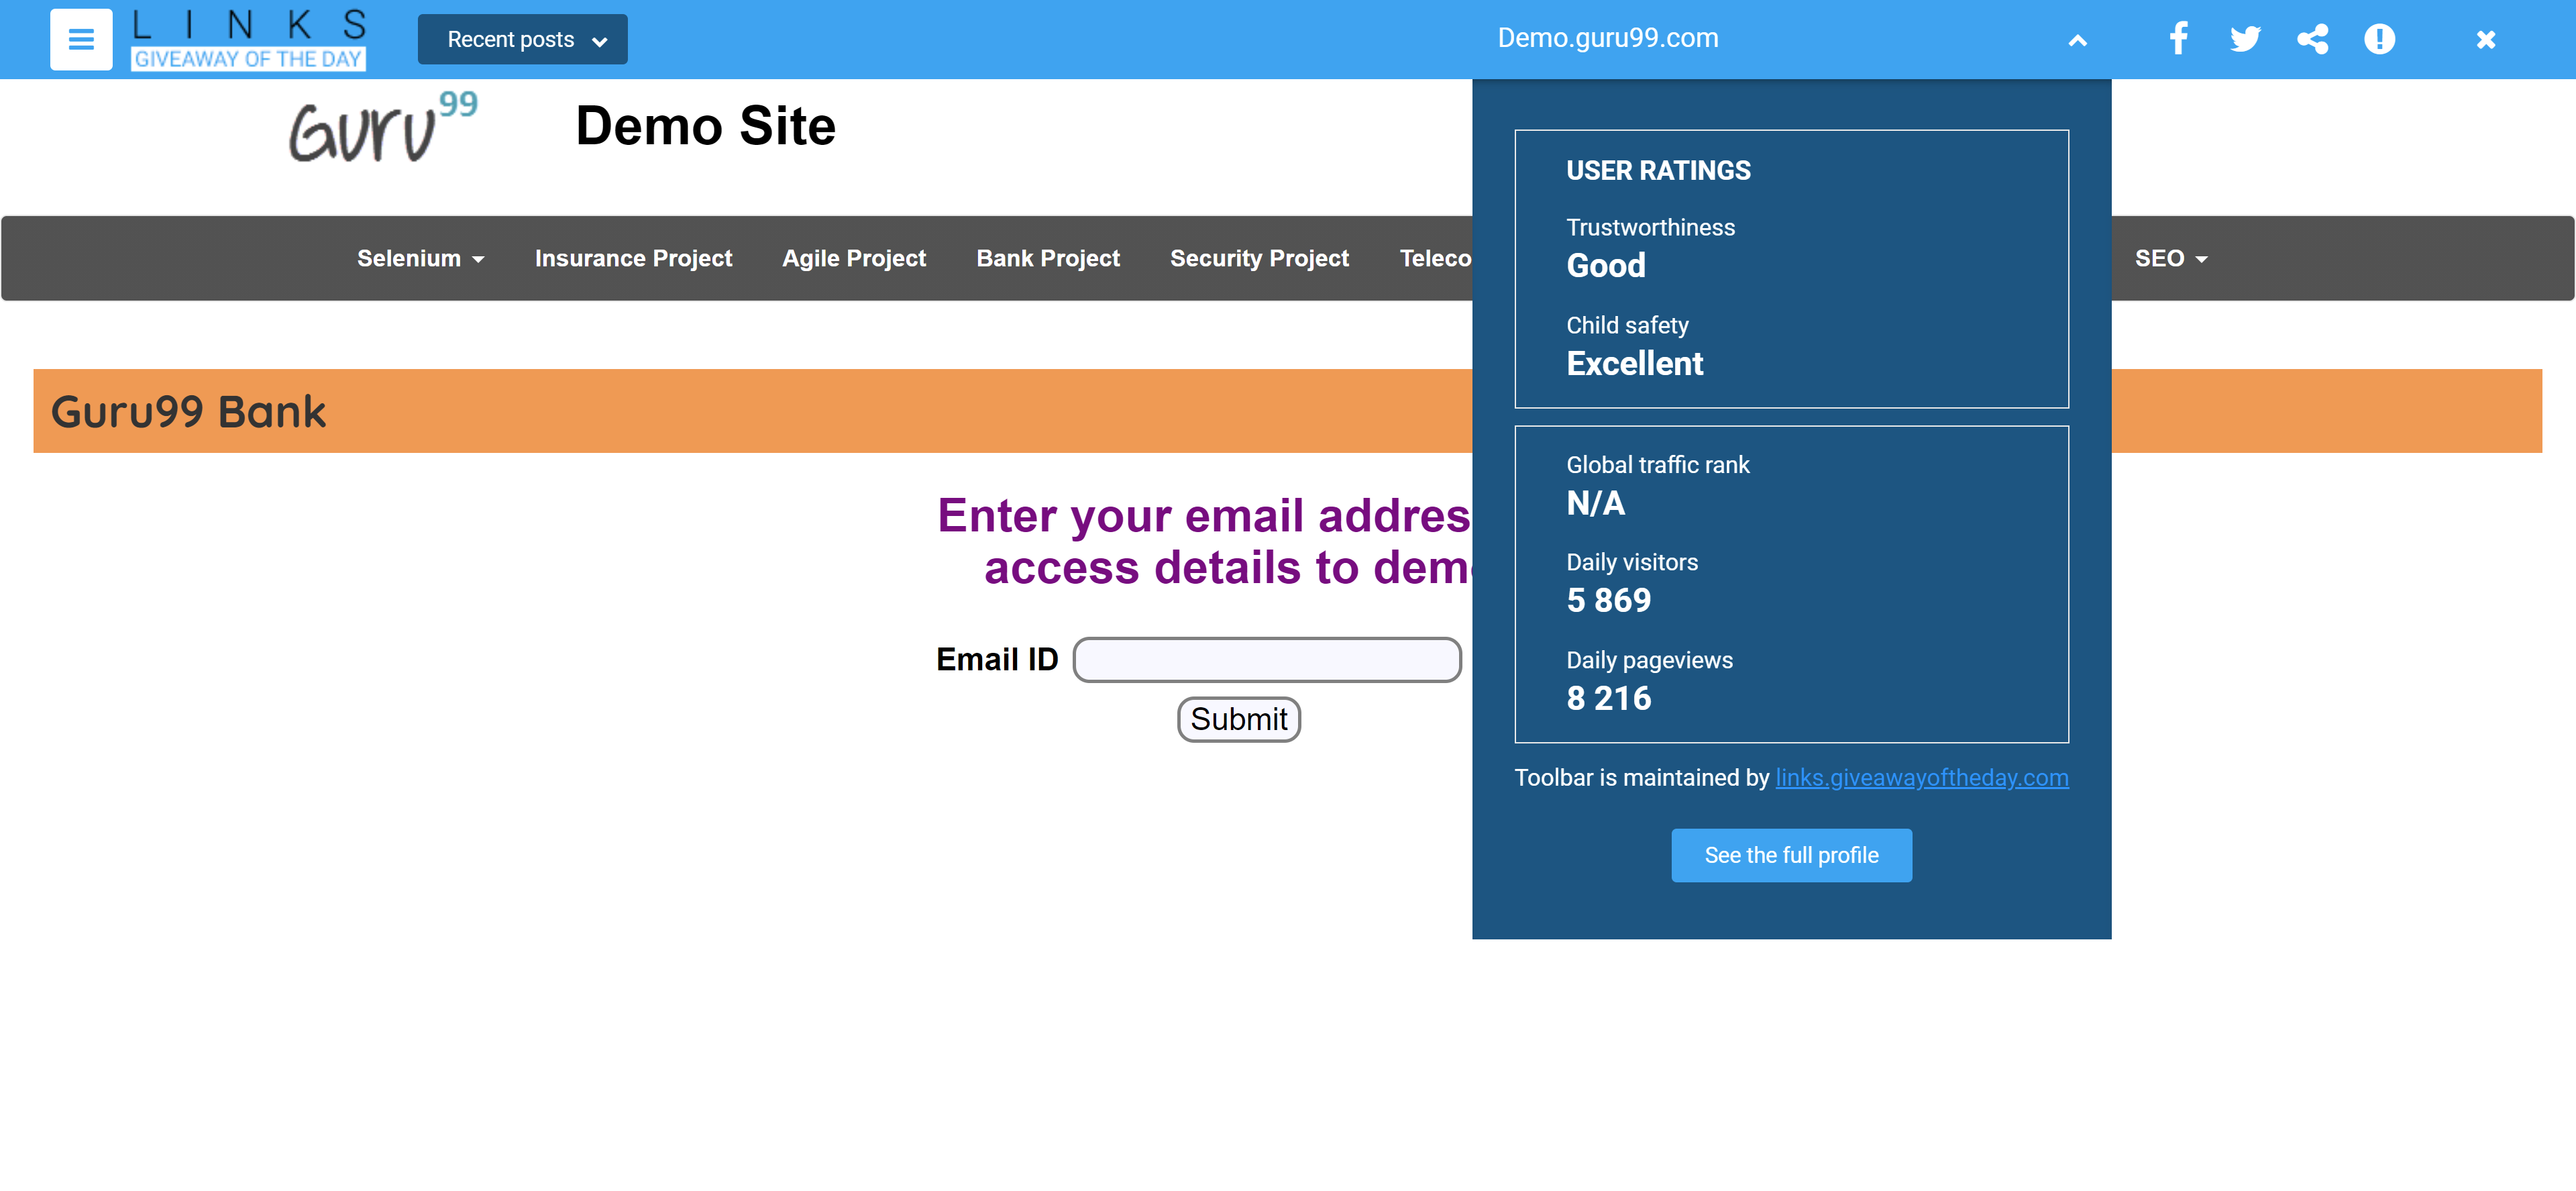 LINKS
GIVEAWAY OF THE DAY
Recent posts
Demo.guru99.com
Guru99
Demo Site
Selenium
Insurance Project
Agile Project
Bank Project
Security Project
Teleco
SEO
Guru99 Bank
Enter your email addres
access details to dem
Email ID
Submit
USER RATINGS
Trustworthiness
Good
Child safety
Excellent
Global traffic rank
N/A
Daily visitors
5 869
Daily pageviews
8 216
Toolbar is maintained by links.giveawayoftheday.com
See the full profile